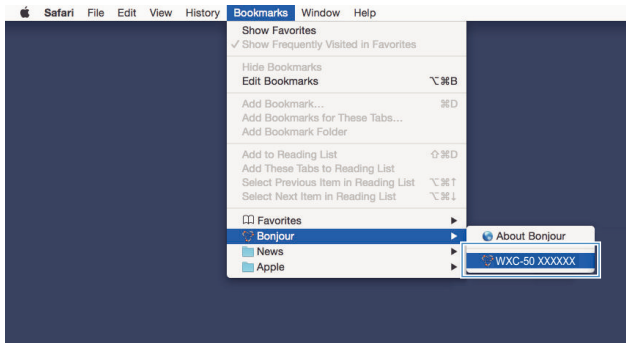 Safari File Edit View History Bookmarks Window Help
Show Favorites
✓ Show Frequently Visited in Favorites
Hide Bookmarks
Edit Bookmarks ⌥⌘B
Add Bookmark... ⌘D
Add Bookmarks for These Tabs...
Add Bookmark Folder
Add to Reading List ⇧⌘D
Add These Tabs to Reading List
Select Previous Item in Reading List ⌥⌘↑
Select Next Item in Reading List ⌥⌘↓
Favorites ▶
Bonjour ▶ About Bonjour
News ▶ WXC-50 XXXXXX
Apple ▶